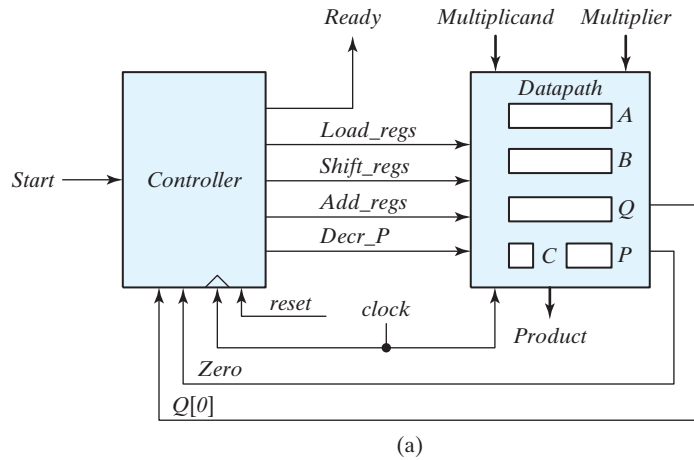 Ready
Multiplicand
Multiplier
Datapath
A
Load_regs
B
Shift_regs
Start
Controller
Add_regs
Q
Decr_P
C
P
reset
clock
Product
Zero
Q[0]
(a)